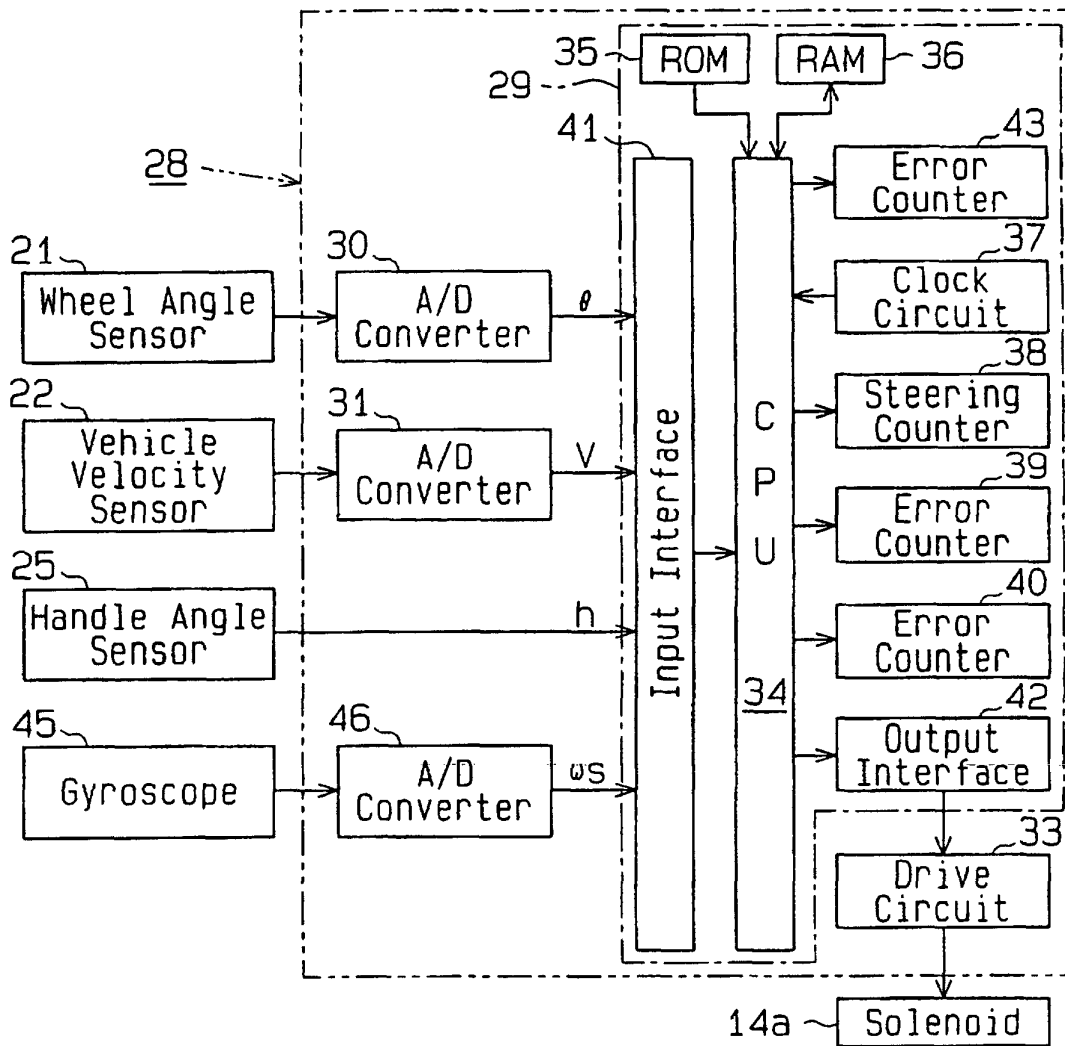 35
ROM
RAM
36
29
41
43
Error
Counter
28
21
Wheel Angle
Sensor
30
A/D
Converter
θ
37
Clock
Circuit
22
Vehicle
Velocity
Sensor
31
A/D
Converter
V
Input Interface
C
P
U
34
38
Steering
Counter
39
Error
Counter
25
Handle Angle
Sensor
h
40
Error
Counter
45
Gyroscope
46
A/D
Converter
ωs
42
Output
Interface
33
Drive
Circuit
14a
Solenoid